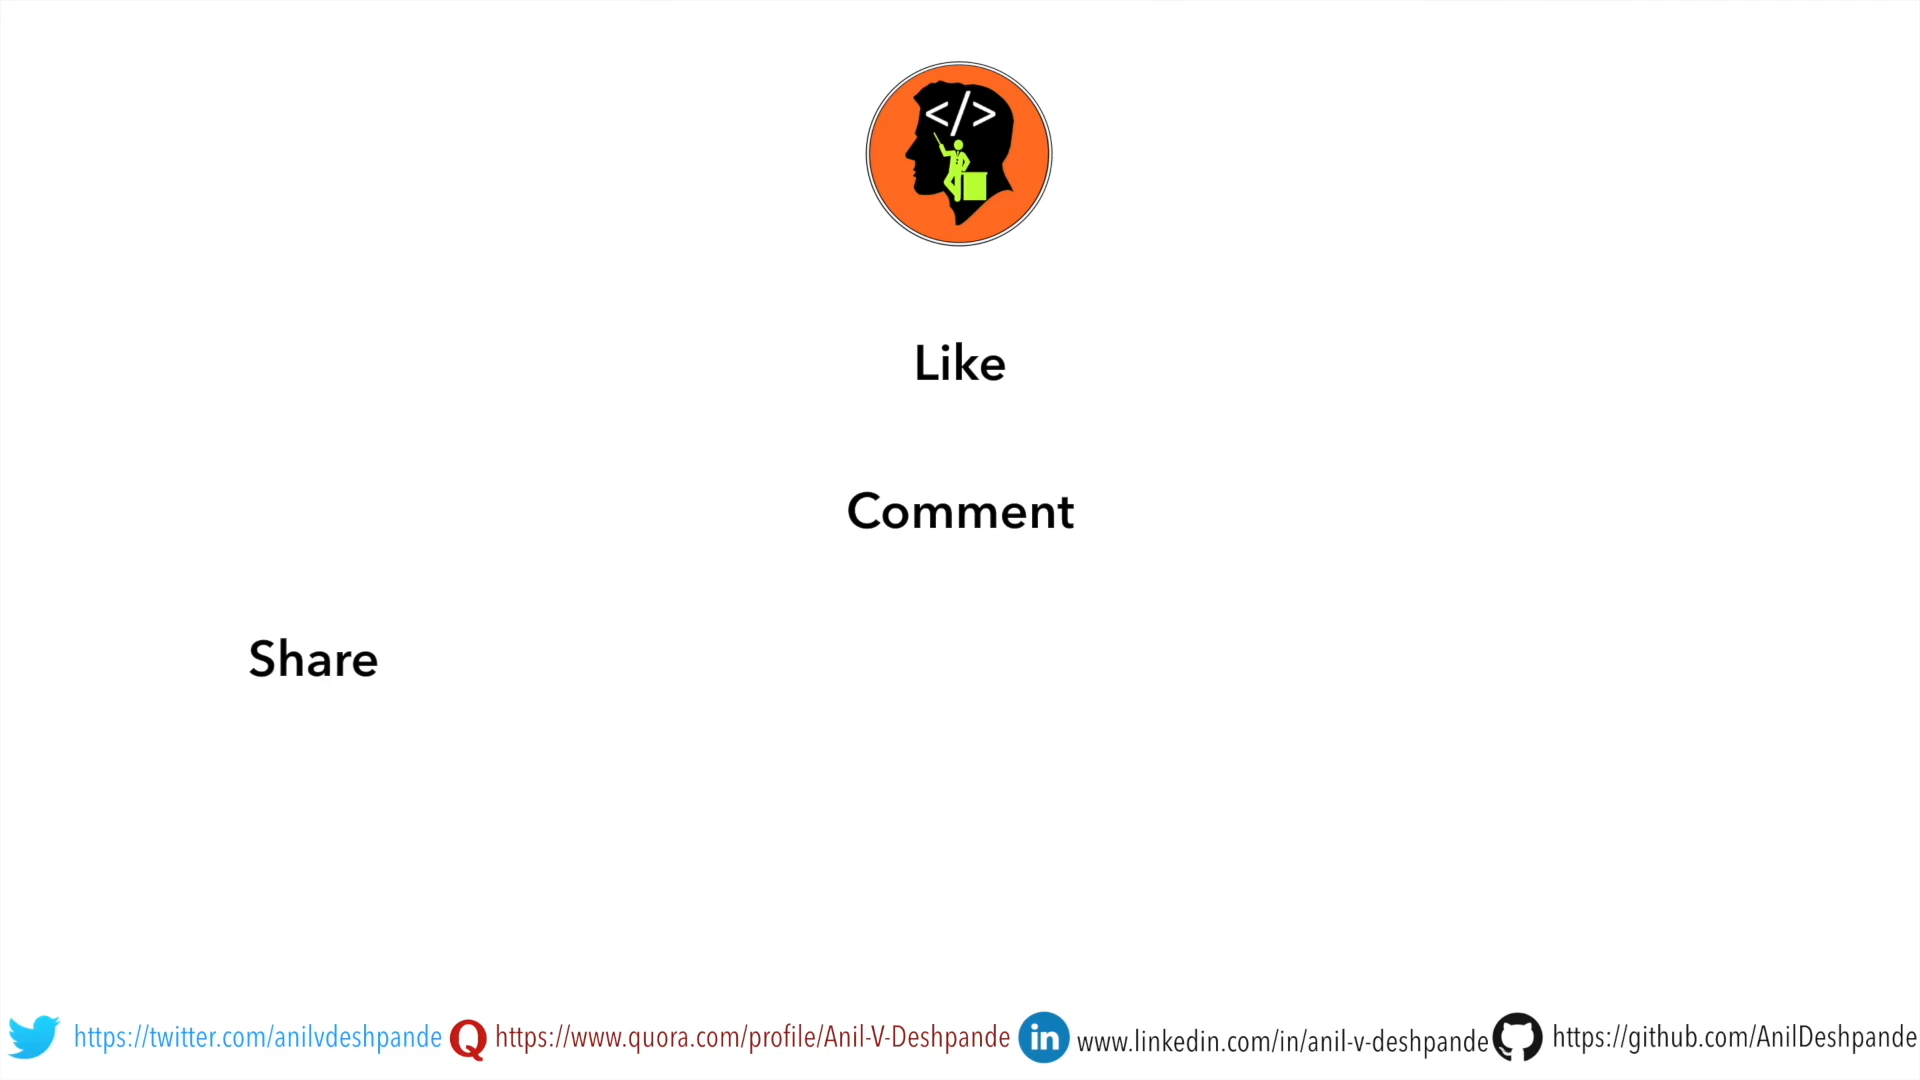 </>
Like
Comment
Share
https://twitter.com/anilvdeshpande https://www.quora.com/profile/Anil-V-Deshpande www.linkedin.com/in/anil-v-deshpande https://github.com/AnilDeshpande